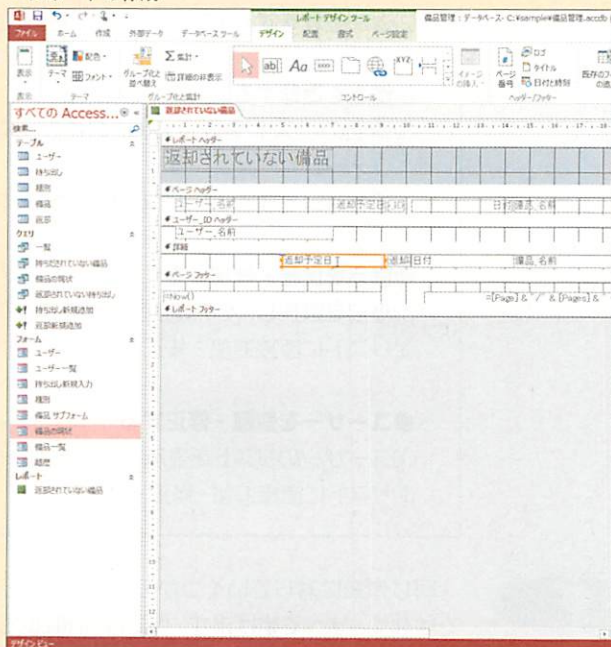 レポート デザイン ツール
備品管理 : データベース- C:¥sample¥備品管理.accdb
ファイル ホーム 作成 外部データ データベース ツール デザイン 配置 書式 ページ設定
表示
テーマ
配色
フォント
グループ化と並べ替え
Σ 集計
詳細の非表示
ab
Aa
XYZ
イメージの挿入
ページ番号
ロゴ
タイトル
日付と時刻
表示 テーマ グループ化と集計 コントロール ヘッダー/フッター
すべての Access...
検索...
テーブル
ユーザー
持ち出し
種別
備品
返却
クエリ
一覧
持ち出されていない備品
備品の現状
返却されていない持ち出し
持ち出し新規追加
返却新規追加
フォーム
ユーザー
ユーザー一覧
持ち出し新規入力
種別
備品 サブフォーム
備品の現状
備品一覧
履歴
レポート
返却されていない備品
返却されていない備品
レポート ヘッダー
返却されていない備品
ページ ヘッダー
ユーザー_名前
備品_名前
ユーザー_ID ヘッダー
ユーザー_名前
詳細
返却予定日
返却 日付
備品_名前
ページ フッター
=Now()
=[Page] & "/" & [Pages] &
レポート フッター
デザイン ビュー